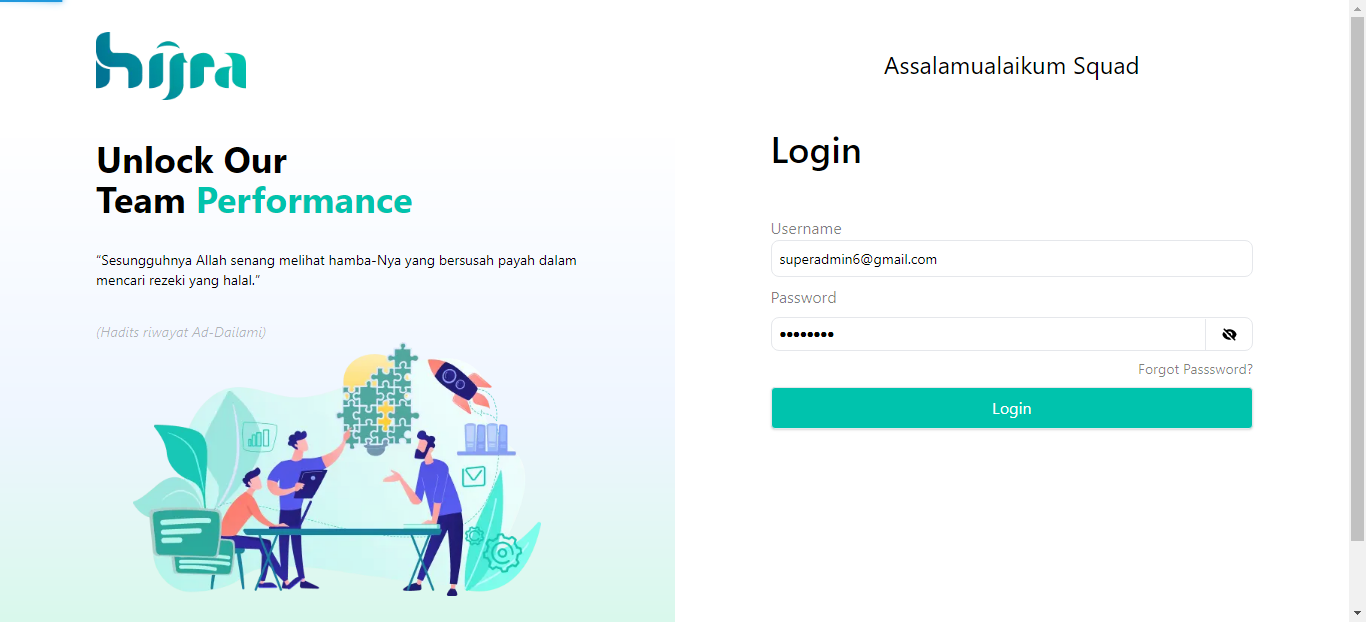 hijra
Unlock Our
Team Performance
“Sesungguhnya Allah senang melihat hamba-Nya yang bersusah payah dalam
mencari rezeki yang halal.”
(Hadits riwayat Ad-Dailami)
Assalamualaikum Squad
Login
Username
superadmin6@gmail.com
Password
Forgot Passsword?
Login